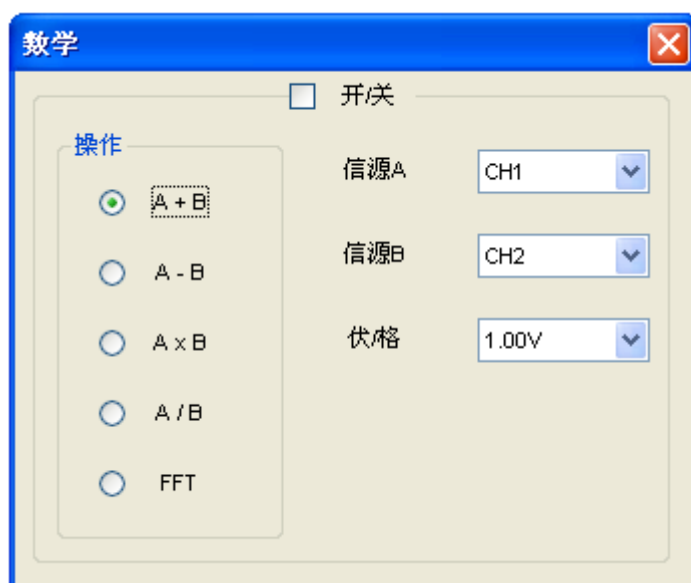 数学
开/关
操作
A + B
A - B
A x B
A / B
FFT
信源A CH1
信源B CH2
伏/格 1.00V